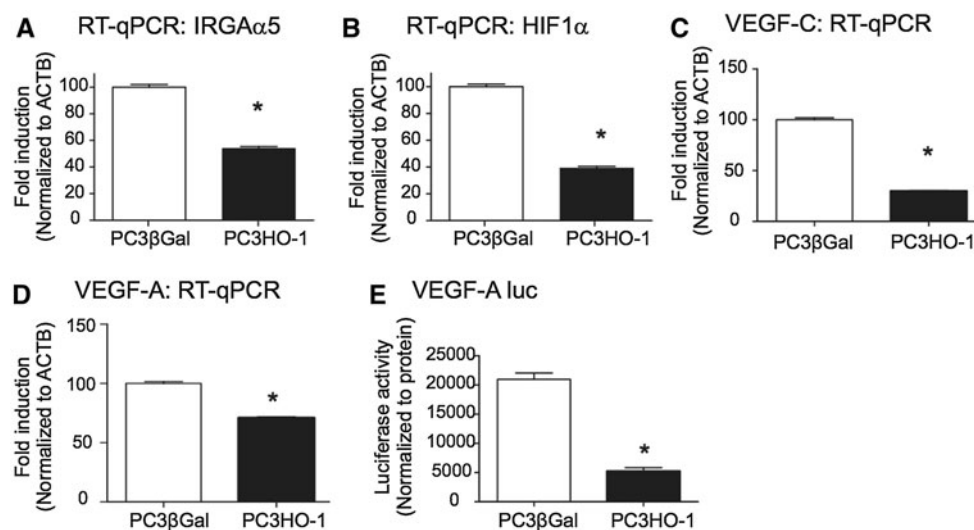 A RT-qPCR: IRGAα5
Fold induction
(Normalized to ACTB)
100
80
60
40
20
0
*
PC3βGal PC3HO-1
B RT-qPCR: HIF1α
Fold induction
(Normalized to ACTB)
100
80
60
40
20
0
*
PC3βGal PC3HO-1
C VEGF-C: RT-qPCR
Fold induction
(Normalized to ACTB)
150
100
50
0
*
PC3βGal PC3HO-1
D VEGF-A: RT-qPCR
Fold induction
(Normalized to ACTB)
150
100
50
0
*
PC3βGal PC3HO-1
E VEGF-A luc
Luciferase activity
(Normalized to protein)
25000
20000
15000
10000
5000
0
*
PC3βGal PC3HO-1